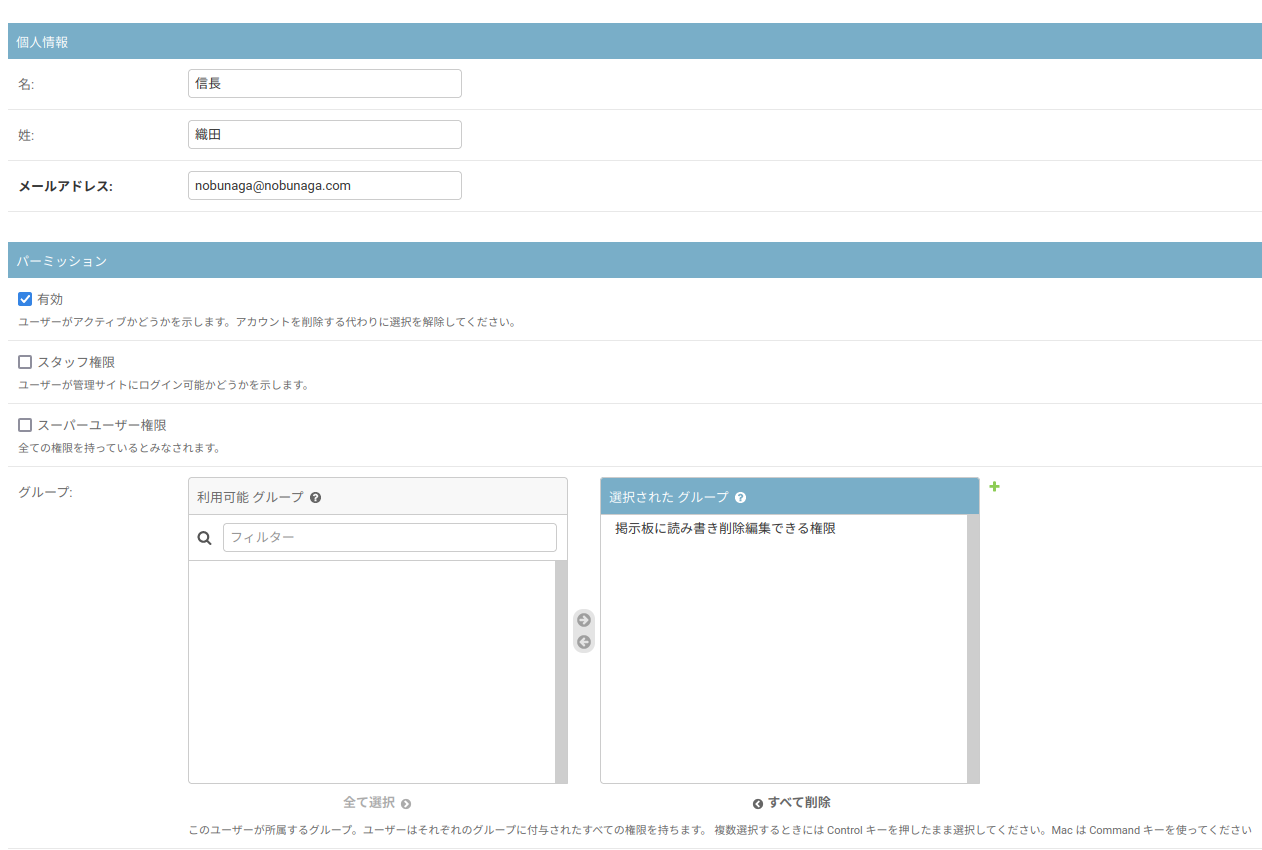 個人情報
名: 信長
姓: 織田
メールアドレス: nobunaga@nobunaga.com
パーミッション
有効
ユーザーがアクティブかどうかを示します。アカウントを削除する代わりに選択を解除してください。
スタッフ権限
ユーザーが管理サイトにログイン可能かどうかを示します。
スーパーユーザー権限
全ての権限を持っているとみなされます。
グループ:
利用可能 グループ ?
フィルター
選択された グループ ?
掲示板に読み書き削除編集できる権限
全て選択
すべて削除
このユーザーが所属するグループ。ユーザーはそれぞれのグループに付与されたすべての権限を持ちます。 複数選択するときには Control キーを押したまま選択してください。Mac は Command キーを使ってください